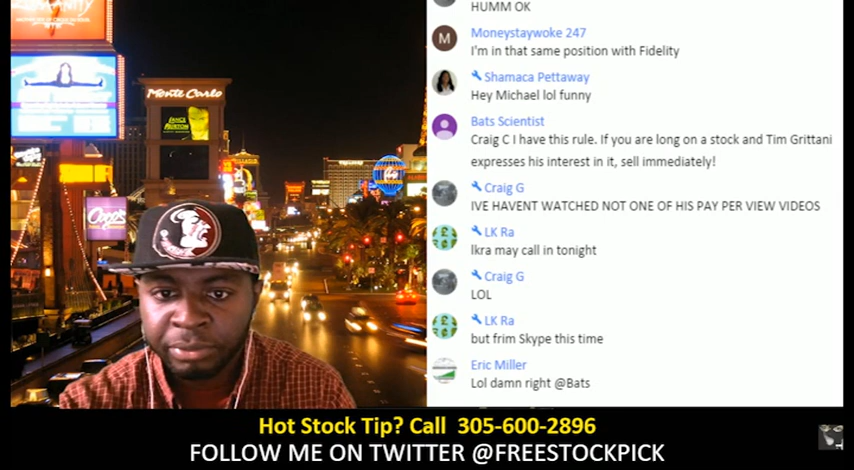 Monte Carlo
LANCE
BURTON
HUMM OK
M
Moneystaywoke 247
I'm in that same position with Fidelity
Shamaca Pettaway
Hey Michael lol funny
Bats Scientist
Craig C I have this rule. If you are long on a stock and Tim Grittani
expresses his interest in it, sell immediately!
Craig G
IVE HAVENT WATCHED NOT ONE OF HIS PAY PER VIEW VIDEOS
LK Ra
lkra may call in tonight
Craig G
LOL
LK Ra
but frim Skype this time
Eric Miller
Lol damn right @Bats
Hot Stock Tip? Call 305-600-2896
FOLLOW ME ON TWITTER @FREESTOCKPICK